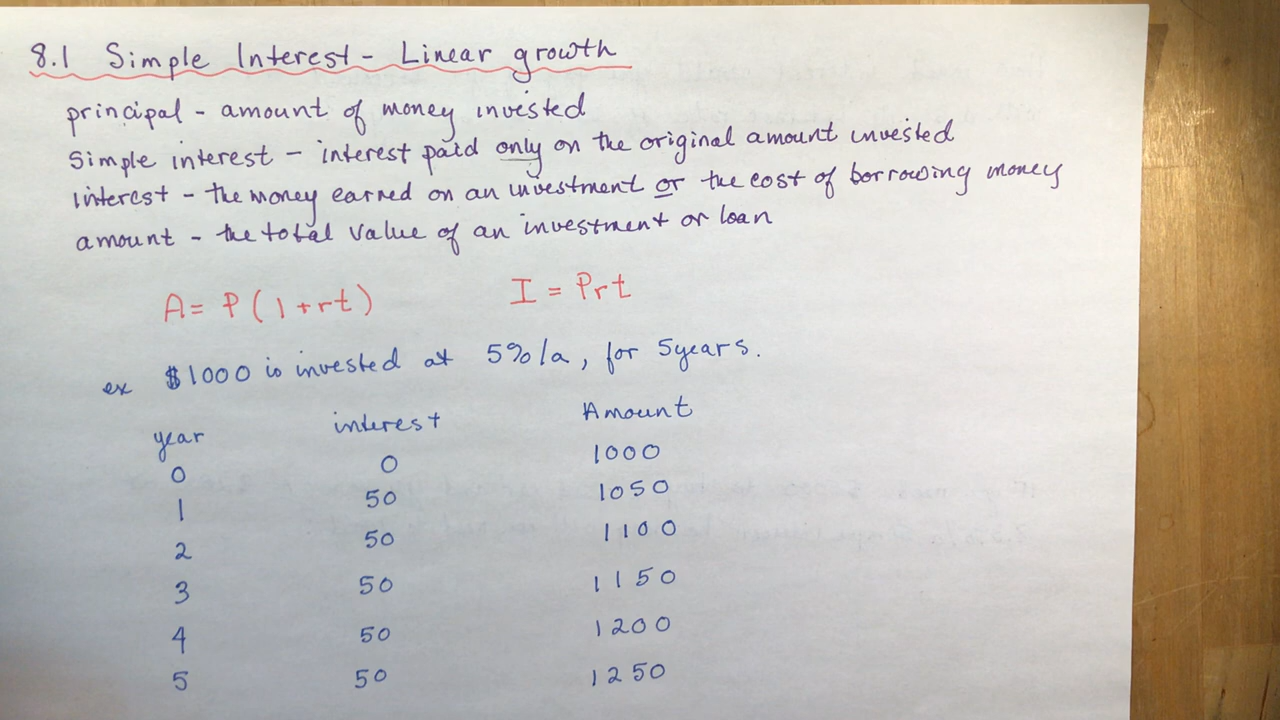 8.1 Simple Interest - Linear growth
principal - amount of money invested
Simple interest - interest paid only on the original amount invested
interest - the money earned on an investment or the cost of borrowing money
amount - the total value of an investment or loan
A = P(1+rt) I = Prt
ex $1000 is invested at 5%/a, for 5 years.
year interest Amount
0 0 1000
1 50 1050
2 50 1100
3 50 1150
4 50 1200
5 50 1250